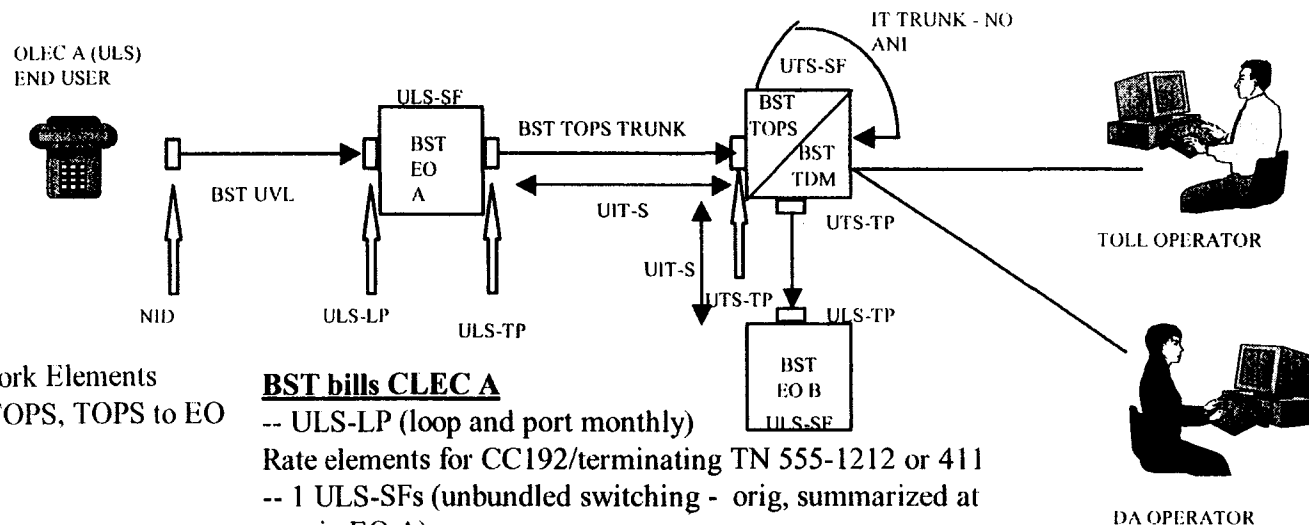 OLEC A (ULS)
END USER
IT TRUNK - NO
ANI
UTS-SF
ULS-SF
BST
EO
A
BST TOPS TRUNK
BST
TOPS
BST
TDM
BST UVL
UIT-S
UTS-TP
TOLL OPERATOR
UIT-S
UTS-TP
NID
ULS-LP
ULS-TP
ULS-TP
BST
EO B
ULS-SF
ork Elements
TOPS, TOPS to EO
BST bills CLEC A
-- ULS-LP (loop and port monthly)
Rate elements for CC192/terminating TN 555-1212 or 411
-- 1 ULS-SFs (unbundled switching - orig, summarized at
DA OPERATOR